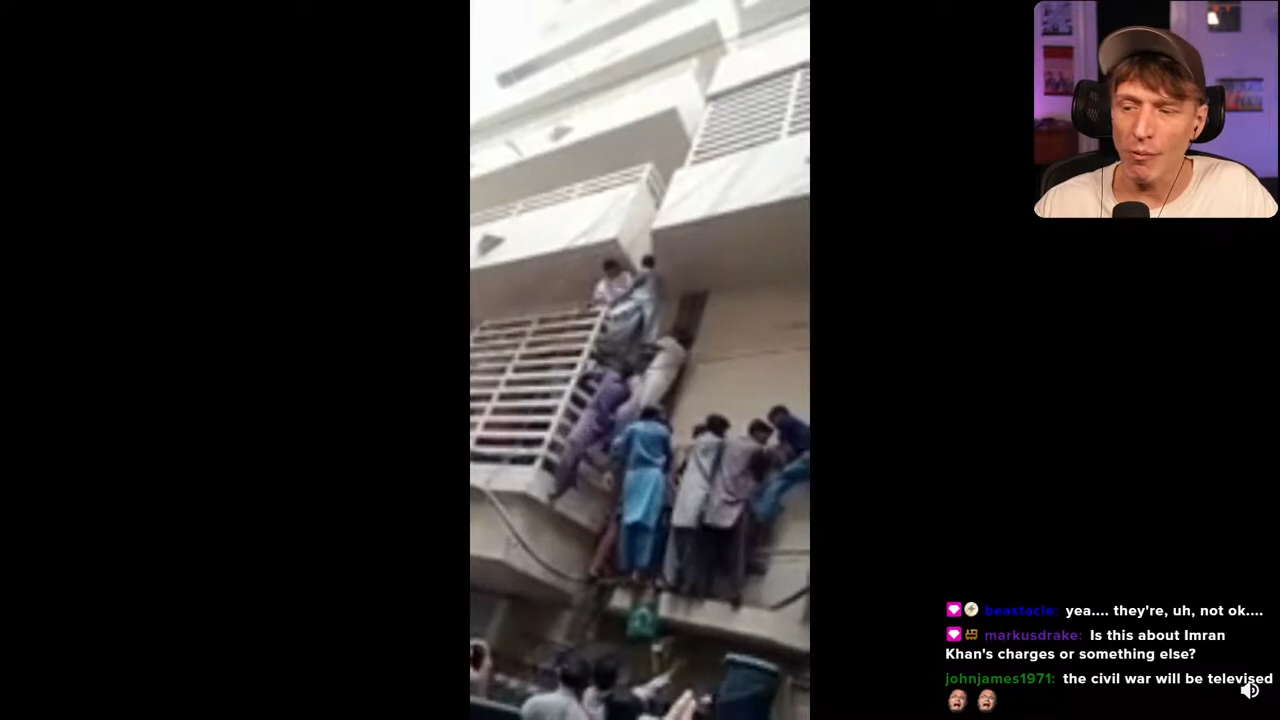 beastacle: yea.... they're, uh, not ok....
markusdrake: Is this about Imran
Khan's charges or something else?
johnjames1971: the civil war will be televised